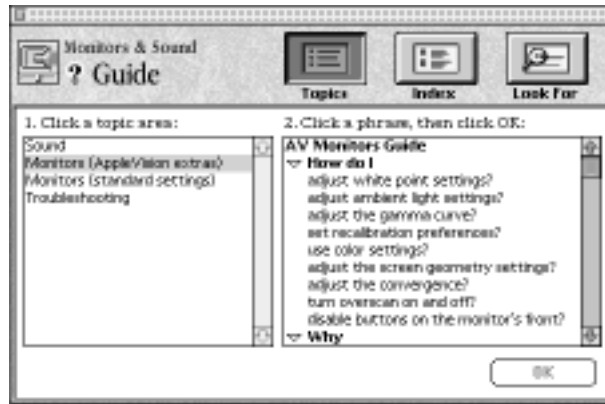 Monitors & Sound
? Guide
Topics
Index
Look For
1. Click a topic area:
Sound
Monitors (AppleVision extras)
Monitors (standard settings)
Troubleshooting
2. Click a phrase, then click OK:
AV Monitors Guide
How do I
adjust white point settings?
adjust ambient light settings?
adjust the gamma curve?
set recalibration preferences?
use color settings?
adjust the screen geometry settings?
adjust the convergence?
turn overscan on and off?
disable buttons on the monitor's front?
Why
OK